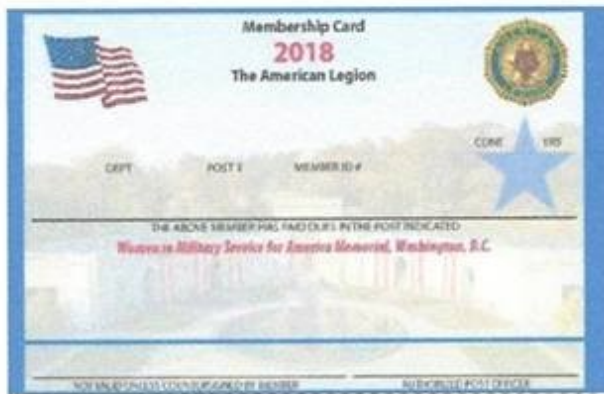 Membership Card
2018
The American Legion
CONT YRS
DEPT POST # MEMBER ID #
THE ABOVE MEMBER HAS PAID DUES IN THE POST INDICATED
Women in Military Service for America Memorial, Washington, D.C.
NOT VALID UNLESS COUNTERSIGNED BY MEMBER AUTHORIZED POST OFFICER